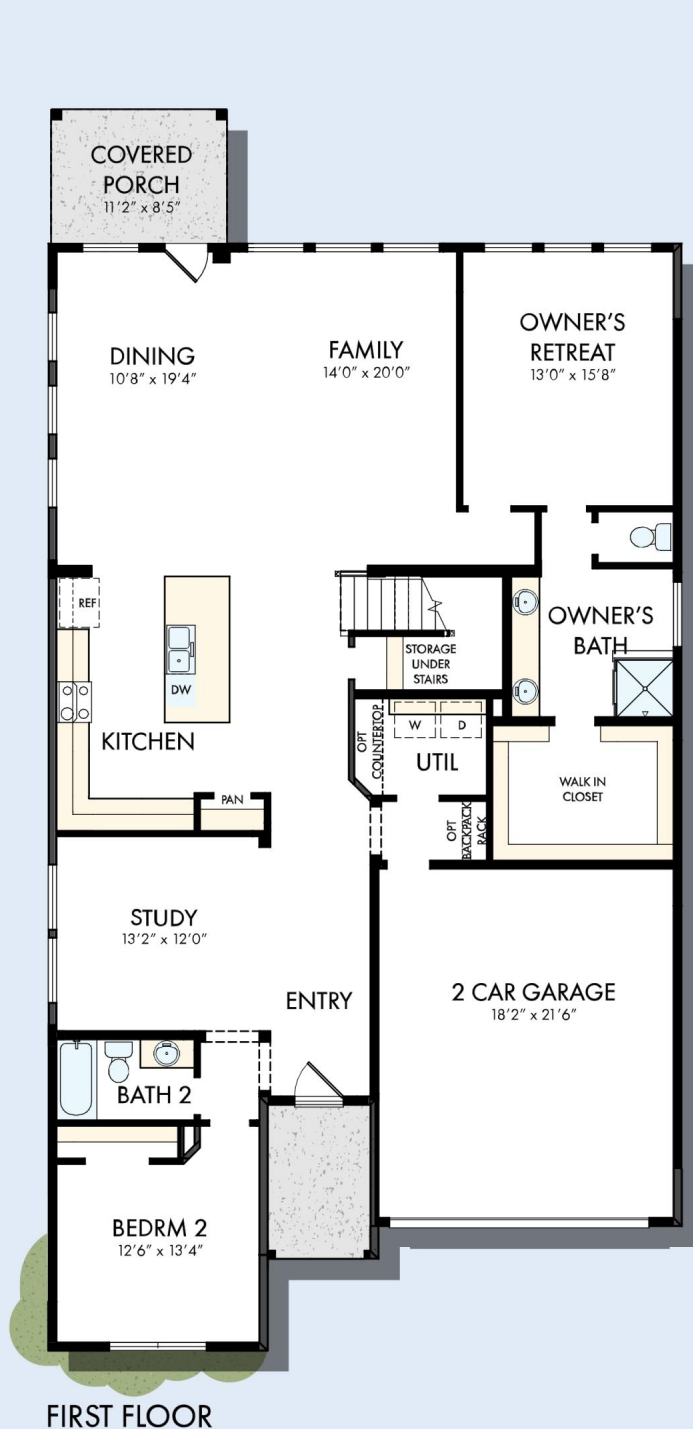 COVERED
PORCH
11'2" x 8'5"
DINING
10'8" x 19'4"
FAMILY
14'0" x 20'0"
OWNER'S
RETREAT
13'0" x 15'8"
REF
DW
KITCHEN
PAN
STORAGE
UNDER
STAIRS
OWNER'S
BATH
OPT
COUNTERTOP
W
D
UTIL
OPT
BACKPACK
RACK
WALK IN
CLOSET
STUDY
13'2" x 12'0"
ENTRY
2 CAR GARAGE
18'2" x 21'6"
BATH 2
BEDRM 2
12'6" x 13'4"
FIRST FLOOR